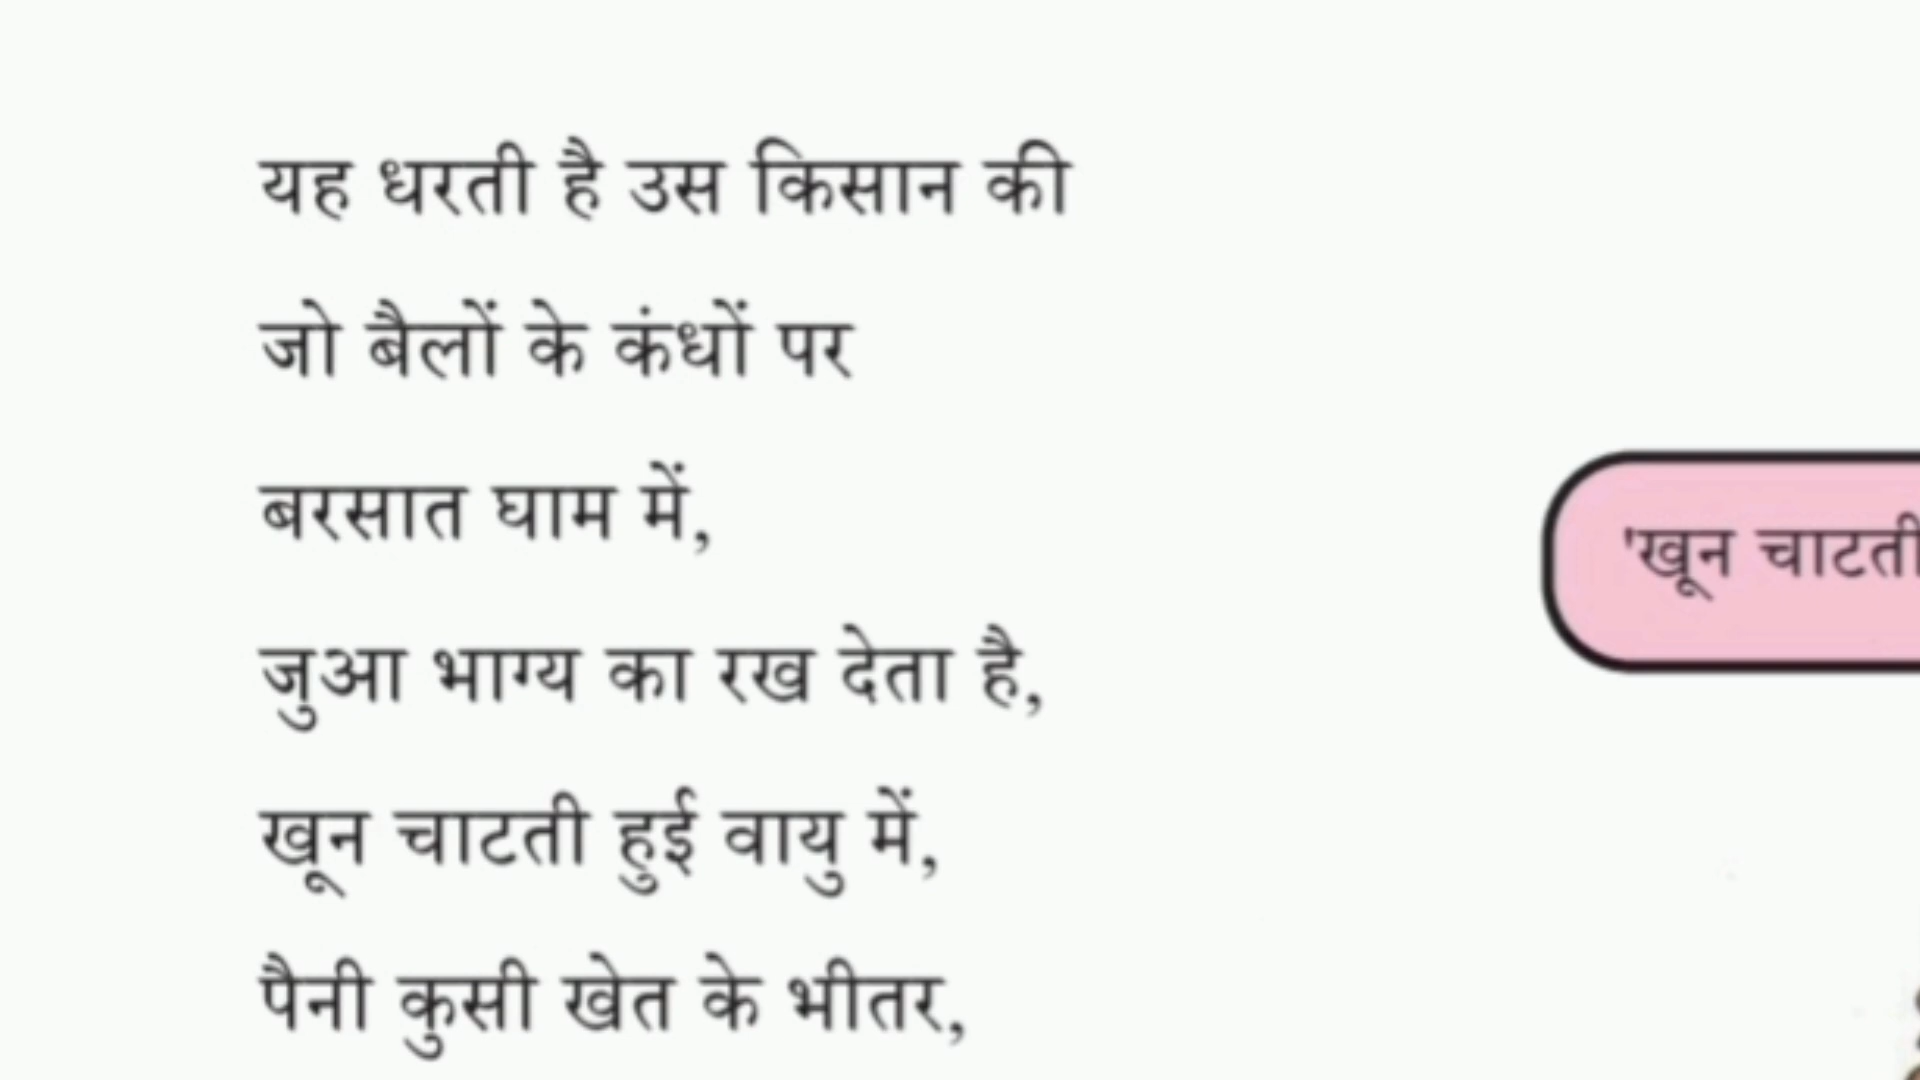 यह धरती है उस किसान की
जो बैलों के कंधों पर
बरसात घाम में,
जुआ भाग्य का रख देता है,
'खून चाटती
खून चाटती हुई वायु में,
पैनी कुसी खेत के भीतर,